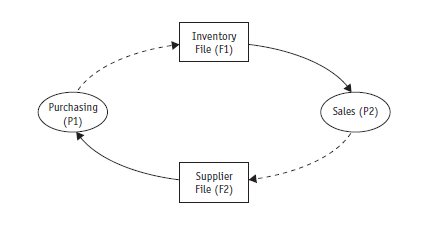 Inventory
File (F1)
Purchasing
(P1)
Sales (P2)
Supplier
File (F2)